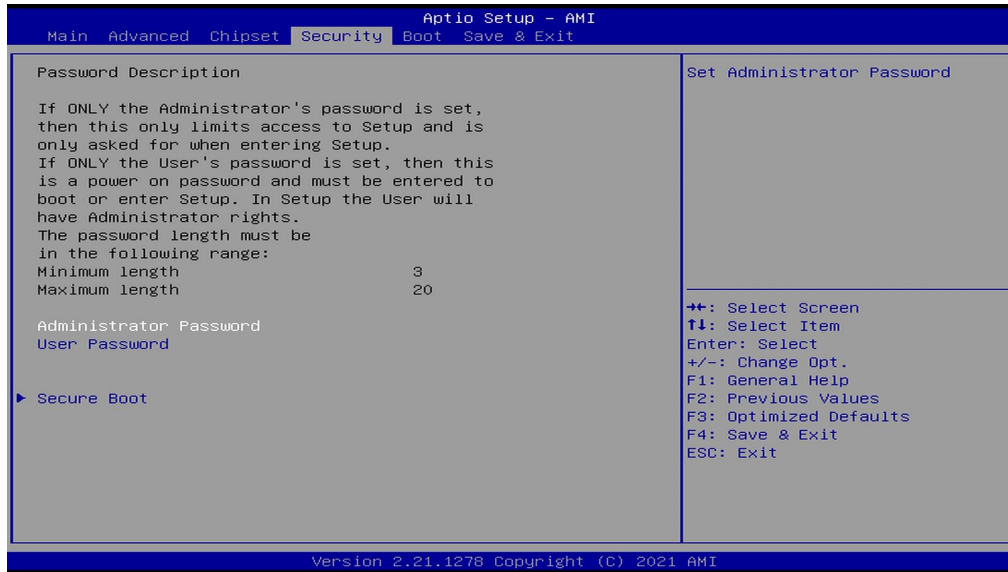 Aptio Setup – AMI
Main Advanced Chipset Security Boot Save & Exit
Password Description
If ONLY the Administrator's password is set,
then this only limits access to Setup and is
only asked for when entering Setup.
If ONLY the User's password is set, then this
is a power on password and must be entered to
boot or enter Setup. In Setup the User will
have Administrator rights.
The password length must be
in the following range:
Minimum length 3
Maximum length 20
Administrator Password
User Password
▶ Secure Boot
Set Administrator Password
→←: Select Screen
↑↓: Select Item
Enter: Select
+/-: Change Opt.
F1: General Help
F2: Previous Values
F3: Optimized Defaults
F4: Save & Exit
ESC: Exit
Version 2.21.1278 Copyright (C) 2021 AMI